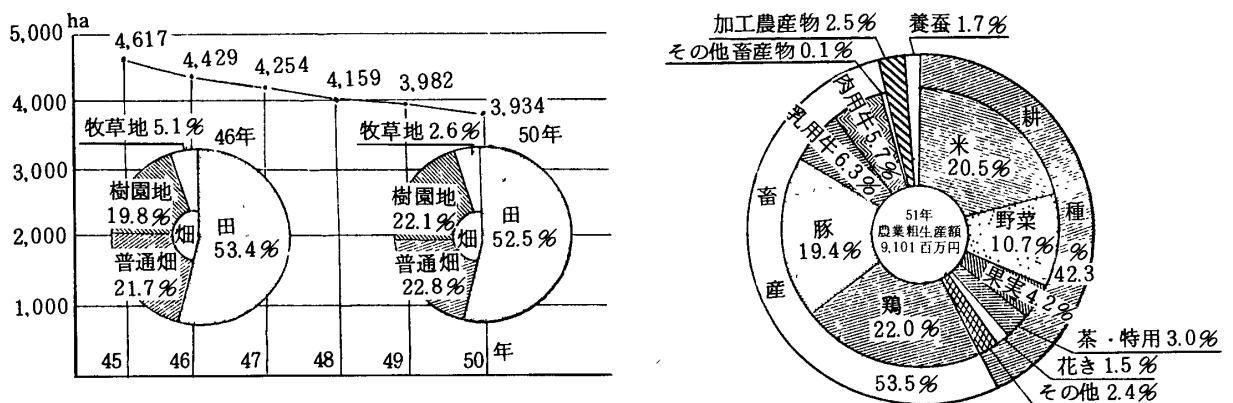 5,000 ha
4,617
4,429
4,254
4,159
3,982
3,934
4,000
3,000
2,000
1,000
牧草地 5.1%
46年
樹園地
19.8%
畑
田
53.4%
普通畑
21.7%
牧草地 2.6%
50年
樹園地
22.1%
畑
田
52.5%
普通畑
22.8%
45 46 47 48 49 50 年
加工農産物 2.5%
養蚕 1.7%
その他畜産物 0.1%
肉用牛 5.7%
乳用牛 6.3%
耕種 % 42.3
米
20.5%
野菜
10.7%
果実 4.2%
51年
農業粗生産額
9,101 百万円
畜産
53.5%
豚
19.4%
鶏
22.0%
茶・特用 3.0%
花き 1.5%
その他 2.4%